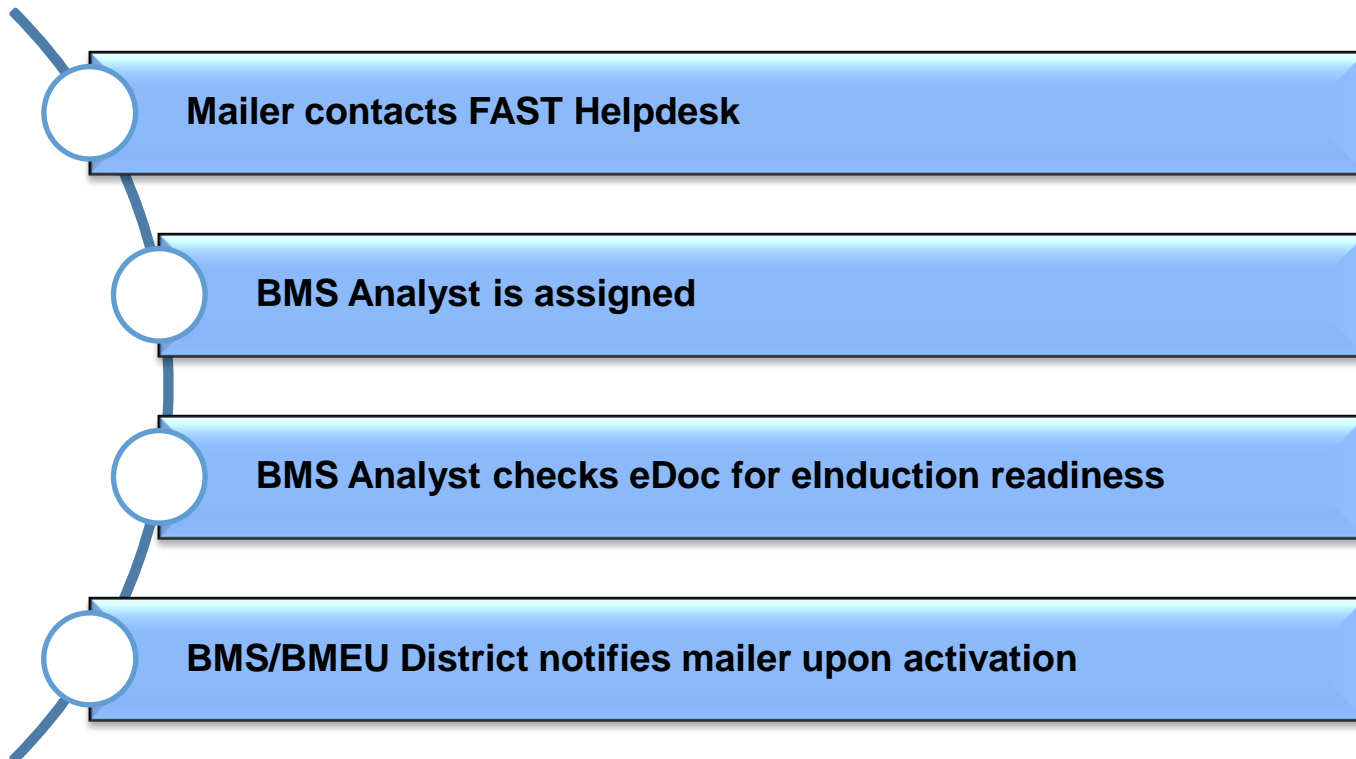 Mailer contacts FAST Helpdesk
BMS Analyst is assigned
BMS Analyst checks eDoc for eInduction readiness
BMS/BMEU District notifies mailer upon activation